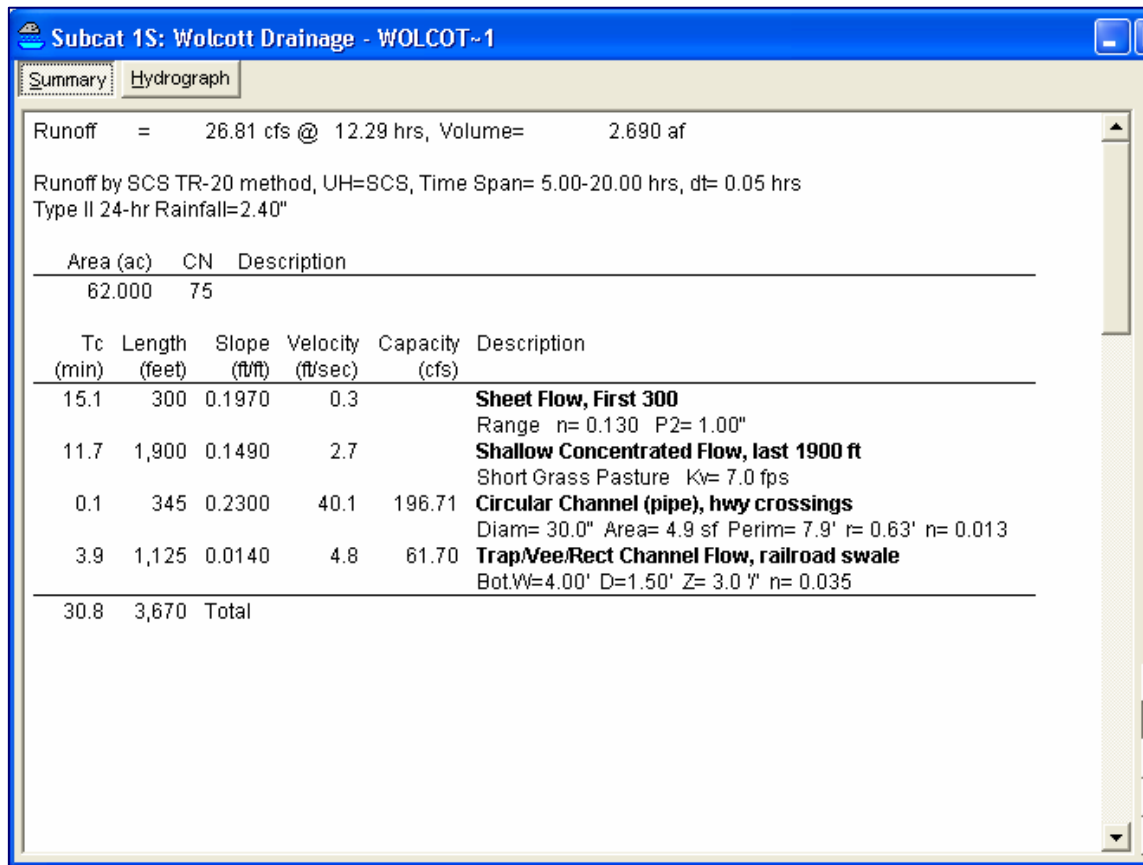 Subcat 1S: Wolcott Drainage - WOLCOT~1
Summary Hydrograph
Runoff = 26.81 cfs @ 12.29 hrs, Volume= 2.690 af
Runoff by SCS TR-20 method, UH=SCS, Time Span= 5.00-20.00 hrs, dt= 0.05 hrs
Type II 24-hr Rainfall=2.40"
Area (ac) CN Description
62.000 75
Tc Length Slope Velocity Capacity Description
(min) (feet) (ft/ft) (ft/sec) (cfs)
15.1 300 0.1970 0.3 Sheet Flow, First 300
Range n= 0.130 P2= 1.00"
11.7 1,900 0.1490 2.7 Shallow Concentrated Flow, last 1900 ft
Short Grass Pasture Kv= 7.0 fps
0.1 345 0.2300 40.1 196.71 Circular Channel (pipe), hwy crossings
Diam= 30.0" Area= 4.9 sf Perim= 7.9' r= 0.63' n= 0.013
3.9 1,125 0.0140 4.8 61.70 Trap/Vee/Rect Channel Flow, railroad swale
Bot.W=4.00' D=1.50' Z= 3.0 '/' n= 0.035
30.8 3,670 Total